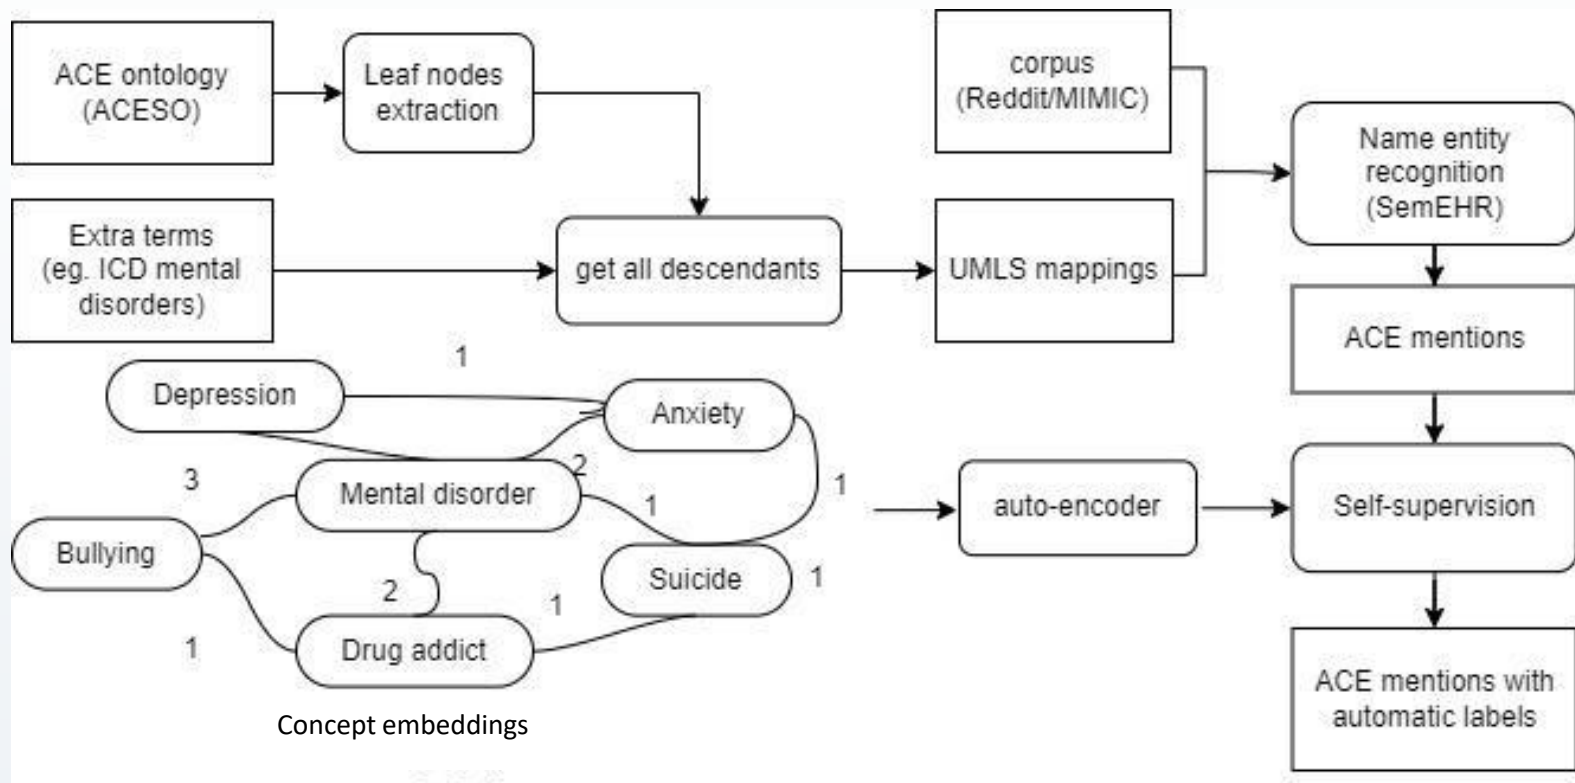 ACE ontology
(ACESO)
Leaf nodes
extraction
corpus
(Reddit/MIMIC)
Name entity
recognition
(SemEHR)
Extra terms
(eg. ICD mental
disorders)
get all descendants
UMLS mappings
ACE mentions
1
Depression
Anxiety
3
Mental disorder
2
1
1
auto-encoder
Self-supervision
Bullying
Suicide
1
2
1
1
Drug addict
ACE mentions with
automatic labels
Concept embeddings